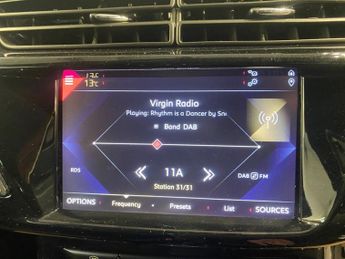 13°C
Virgin Radio
Playing: Rhythm is a Dancer by Sn
Band DAB
11A
Station 31/31
RDS
DAB FM
OPTIONS
Frequency
Presets
List
SOURCES